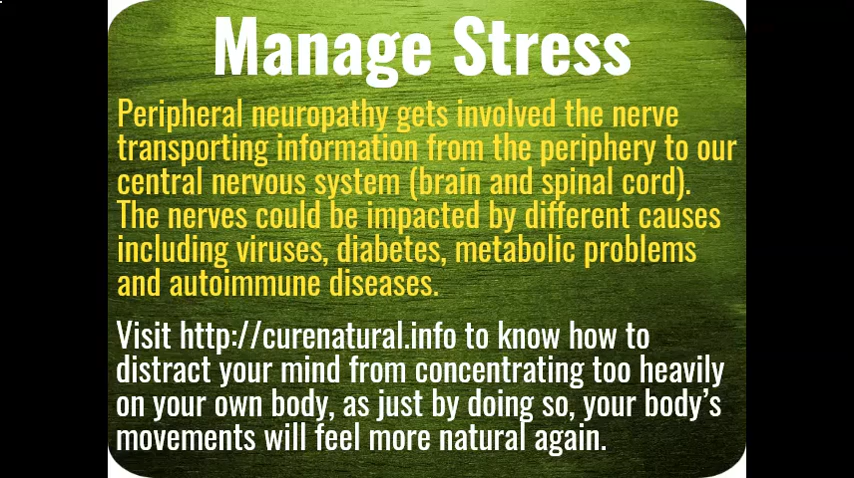 Manage Stress
Peripheral neuropathy gets involved the nerve
transporting information from the periphery to our
central nervous system (brain and spinal cord).
The nerves could be impacted by different causes
including viruses, diabetes, metabolic problems
and autoimmune diseases.
Visit http://curenatural.info to know how to
distract your mind from concentrating too heavily
on your own body, as just by doing so, your body’s
movements will feel more natural again.